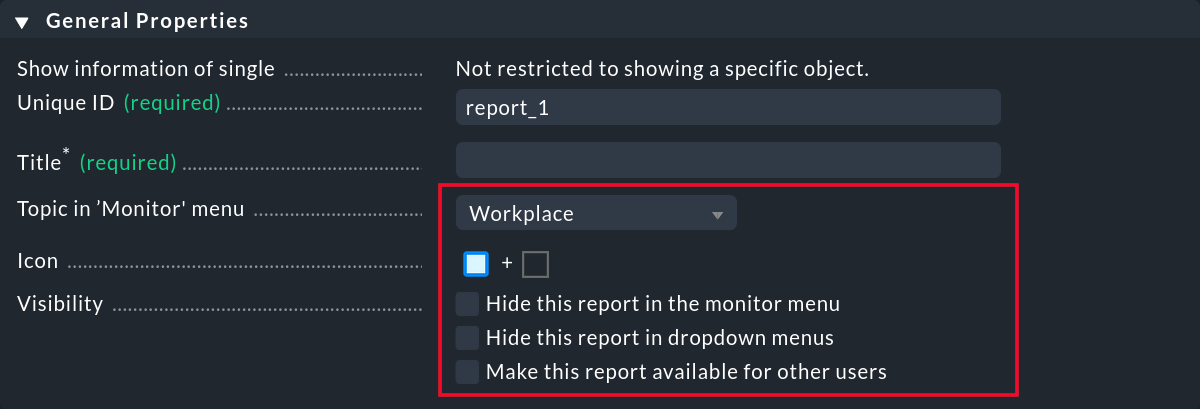 General Properties
Show information of single ........................... Not restricted to showing a specific object.
Unique ID (required) ...................................... report_1
Title* (required) ..............................................
Topic in ’Monitor' menu ................................ Workplace
Icon .................................................................. +
Visibility .......................................................... Hide this report in the monitor menu
Hide this report in dropdown menus
Make this report available for other users